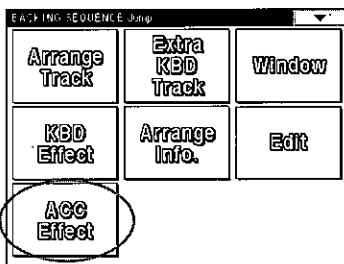 BACKING SEQUENCE Jump
Arrange
Track
Extra
KBD
Track
Window
KBD
Effect
Arrange
Info.
Edit
ACC
Effect